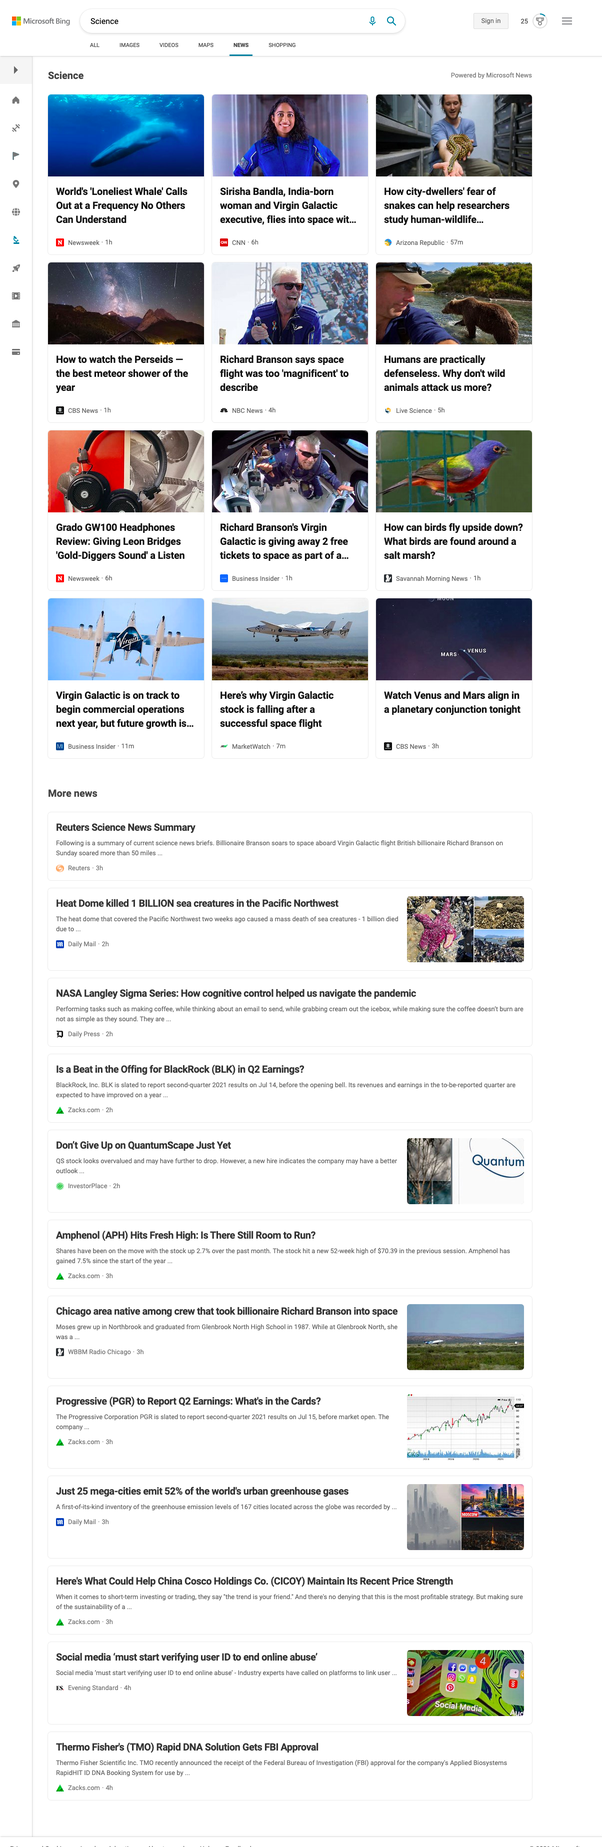 Microsoft Bing
Science
Sign in
25
ALL IMAGES VIDEOS MAPS NEWS SHOPPING
Science
Powered by Microsoft News
World's 'Loneliest Whale' Calls
Out at a Frequency No Others
Can Understand
Newsweek · 1h
Sirisha Bandla, India-born
woman and Virgin Galactic
executive, flies into space wit...
CNN · 6h
How city-dwellers' fear of
snakes can help researchers
study human-wildlife...
Arizona Republic · 57m
How to watch the Perseids —
the best meteor shower of the
year
CBS News · 1h
Richard Branson says space
flight was too 'magnificent' to
describe
NBC News · 4h
Humans are practically
defenseless. Why don't wild
animals attack us more?
Live Science · 5h
Grado GW100 Headphones
Review: Giving Leon Bridges
'Gold-Diggers Sound' a Listen
Newsweek · 6h
Richard Branson's Virgin
Galactic is giving away 2 free
tickets to space as part of a...
Business Insider · 1h
How can birds fly upside down?
What birds are found around a
salt marsh?
Savannah Morning News · 1h
Virgin
MARS
VENUS
Virgin Galactic is on track to
begin commercial operations
next year, but future growth is...
Business Insider · 11m
Here's why Virgin Galactic
stock is falling after a
successful space flight
MarketWatch · 7m
Watch Venus and Mars align in
a planetary conjunction tonight
CBS News · 3h
More news
Reuters Science News Summary
Following is a summary of current science news briefs. Billionaire Branson soars to space aboard Virgin Galactic flight British billionaire Richard Branson on
Sunday soared more than 50 miles ...
Reuters · 3h
Heat Dome killed 1 BILLION sea creatures in the Pacific Northwest
The heat dome that covered the Pacific Northwest two weeks ago caused a mass death of sea creatures - 1 billion died
due to ...
Daily Mail · 2h
NASA Langley Sigma Series: How cognitive control helped us navigate the pandemic
Performing tasks such as making coffee, while thinking about an email to send, while grabbing cream out the icebox, while making sure the coffee doesn't burn are
not as simple as they sound. They are ...
Daily Press · 2h
Is a Beat in the Offing for BlackRock (BLK) in Q2 Earnings?
BlackRock, Inc. BLK is slated to report second-quarter 2021 results on Jul 14, before the opening bell. Its revenues and earnings in the to-be-reported quarter are
expected to have improved on a year ...
Zacks.com · 2h
Don't Give Up on QuantumScape Just Yet
QS stock looks overvalued and may have further to drop. However, a new hire indicates the company may have a better
outlook ...
InvestorPlace · 2h
Quantum
Amphenol (APH) Hits Fresh High: Is There Still Room to Run?
Shares have been on the move with the stock up 2.7% over the past month. The stock hit a new 52-week high of $70.39 in the previous session. Amphenol has
gained 7.5% since the start of the year ...
Zacks.com · 3h
Chicago area native among crew that took billionaire Richard Branson into space
Moses grew up in Northbrook and graduated from Glenbrook North High School in 1987. While at Glenbrook North, she
was a ...
WBBM Radio Chicago · 3h
Progressive (PGR) to Report Q2 Earnings: What's in the Cards?
The Progressive Corporation PGR is slated to report second-quarter 2021 results on Jul 15, before market open. The
company ...
Zacks.com · 3h
Just 25 mega-cities emit 52% of the world's urban greenhouse gases
A first-of-its-kind inventory of the greenhouse emission levels of 167 cities located across the globe was recorded by ...
Daily Mail · 3h
MOSCOW
Here's What Could Help China Cosco Holdings Co. (CICOY) Maintain Its Recent Price Strength
When it comes to short-term investing or trading, they say "the trend is your friend." And there's no denying that this is the most profitable strategy. But making sure
of the sustainability of a ...
Zacks.com · 3h
Social media 'must start verifying user ID to end online abuse'
Social media 'must start verifying user ID to end online abuse' - Industry experts have called on platforms to link user ...
Evening Standard · 4h
4
Social Media
Thermo Fisher's (TMO) Rapid DNA Solution Gets FBI Approval
Thermo Fisher Scientific Inc. TMO recently announced the receipt of the Federal Bureau of Investigation (FBI) approval for the company's Applied Biosystems
RapidHIT ID DNA Booking System for use by ...
Zacks.com · 4h